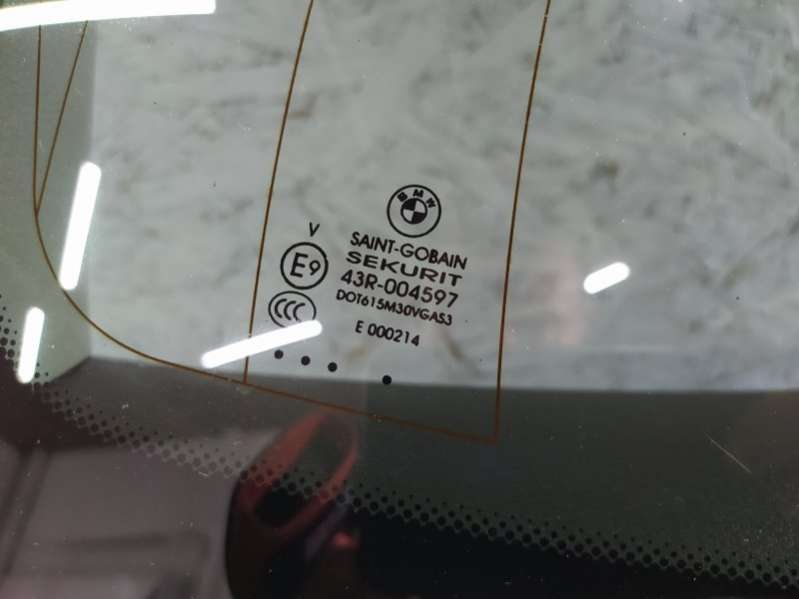 BMW
V
SAINT-GOBAIN
SEKURIT
E9
43R-004597
CCC
DOT615M30VGAS3
E 000214